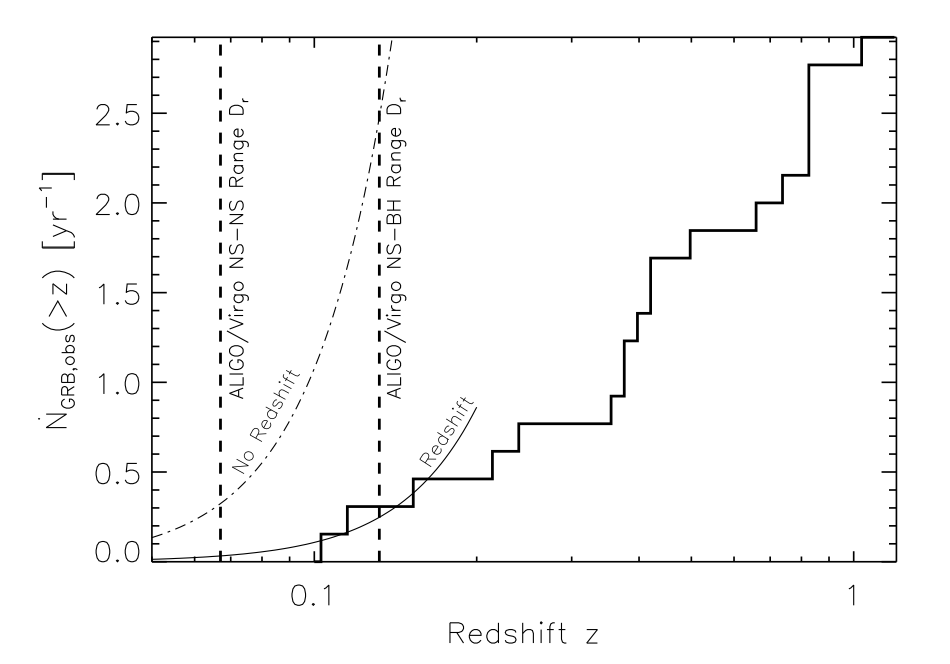 2.5
2.0
1.5
1.0
0.5
0.0
Ṅ_GRB,obs(>z) [yr⁻¹]
ALIGO/Virgo NS−NS Range D_r
ALIGO/Virgo NS−BH Range D_r
No Redshift
Redshift
0.1 1
Redshift z